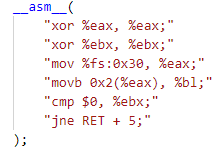 __asm__(
"xor %eax, %eax;"
"xor %ebx, %ebx;"
"mov %fs:0x30, %eax;"
"movb 0x2(%eax), %bl;"
"cmp $0, %ebx;"
"jne RET + 5;"
);